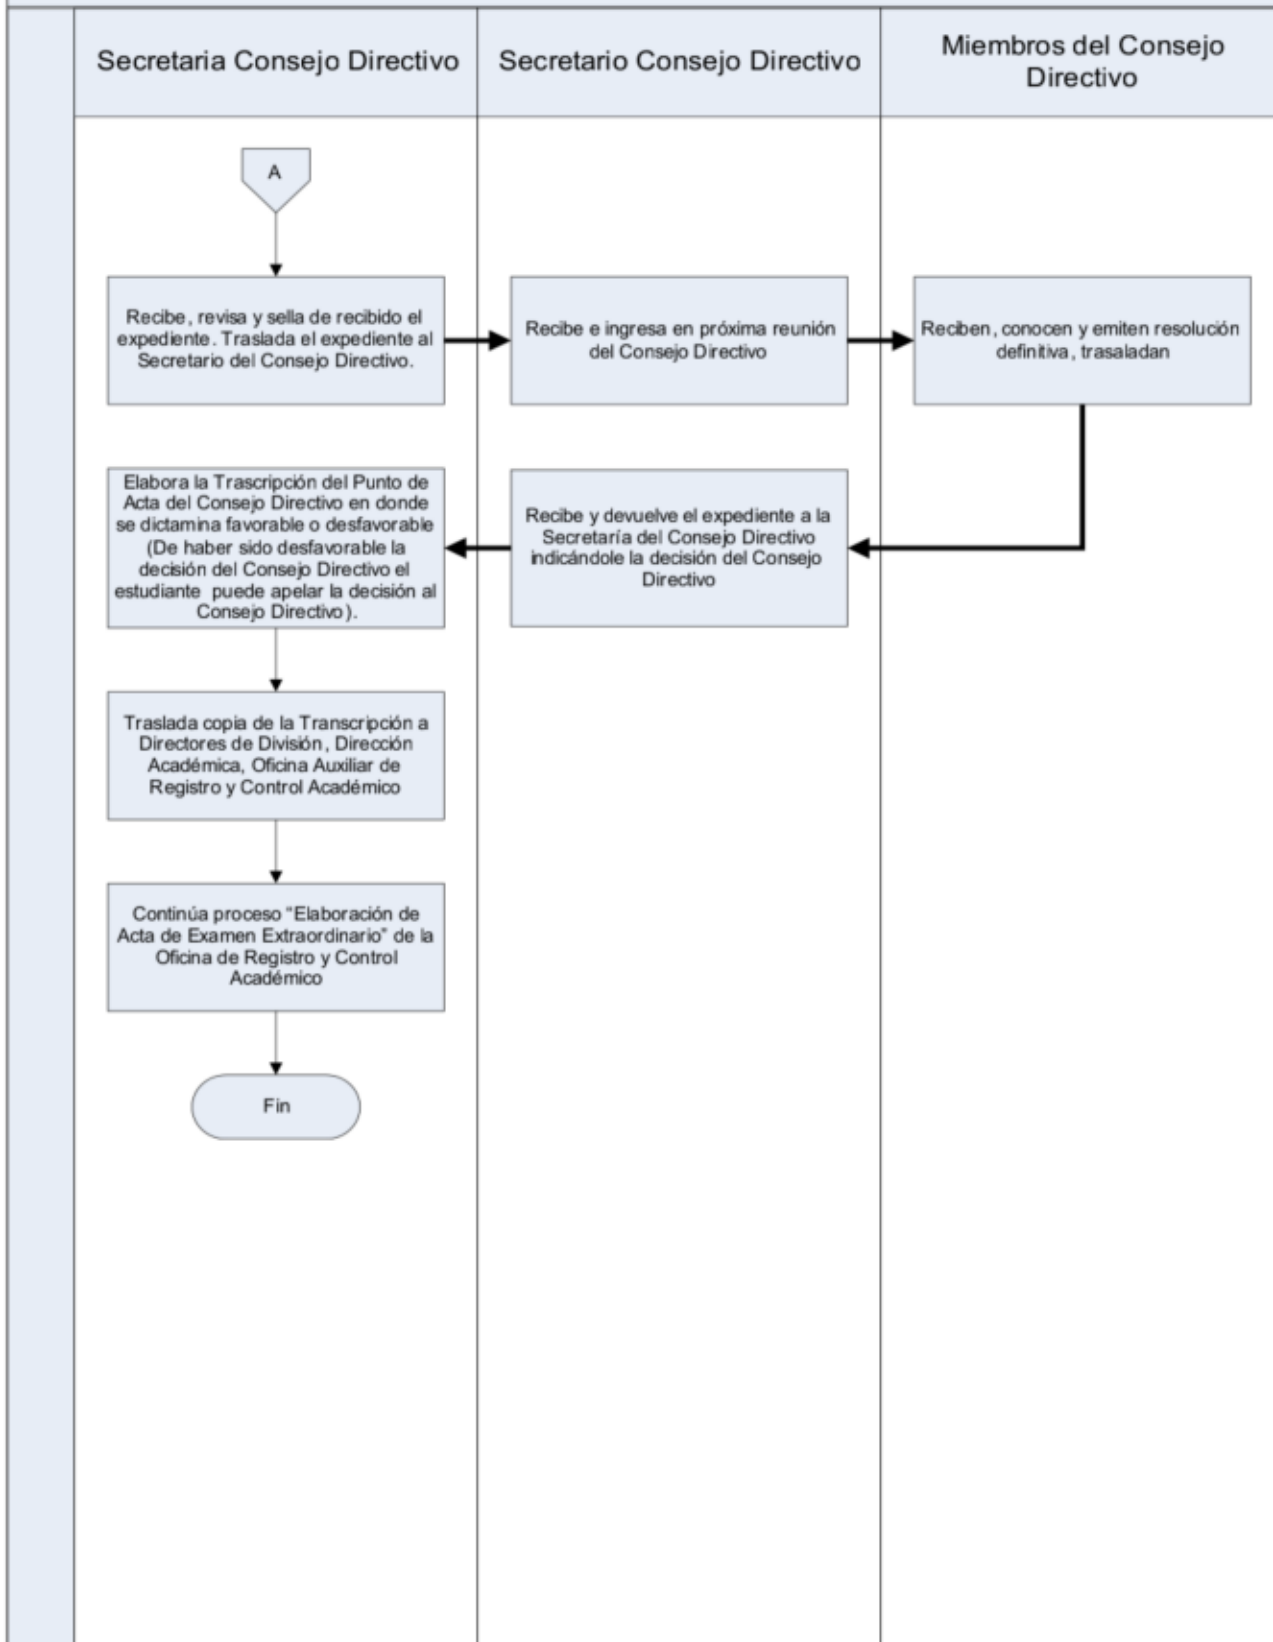 Secretaria Consejo Directivo
Secretario Consejo Directivo
Miembros del Consejo
Directivo
A
Recibe, revisa y sella de recibido el
expediente. Traslada el expediente al
Secretario del Consejo Directivo.
Recibe e ingresa en próxima reunión
del Consejo Directivo
Reciben, conocen y emiten resolución
definitiva, trasaladan
Elabora la Trascripción del Punto de
Acta del Consejo Directivo en donde
se dictamina favorable o desfavorable
(De haber sido desfavorable la
decisión del Consejo Directivo el
estudiante puede apelar la decisión al
Consejo Directivo).
Recibe y devuelve el expediente a la
Secretaría del Consejo Directivo
indicándole la decisión del Consejo
Directivo
Traslada copia de la Transcripción a
Directores de División, Dirección
Académica, Oficina Auxiliar de
Registro y Control Académico
Continúa proceso “Elaboración de
Acta de Examen Extraordinario” de la
Oficina de Registro y Control
Académico
Fin